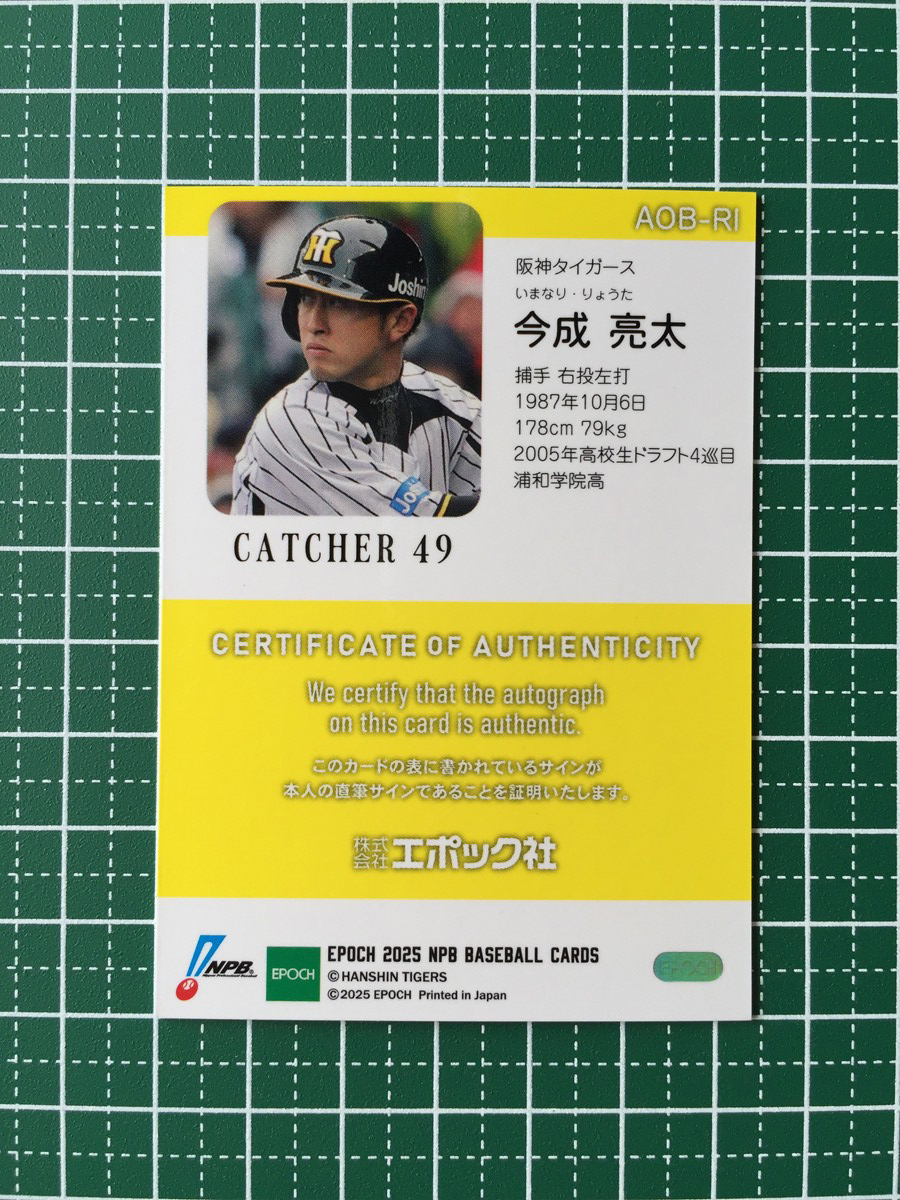 AOB-RI
Joshin
Jos
阪神タイガース
いまなり・りょうた
今成 亮太
捕手 右投左打
1987年10月6日
178cm 79kg
2005年高校生ドラフト4巡目
浦和学院高
CATCHER 49
CERTIFICATE OF AUTHENTICITY
We certify that the autograph
on this card is authentic.
このカードの表に書かれているサインが
本人の直筆サインであることを証明いたします。
株式会社エポック社
NPB
EPOCH
EPOCH 2025 NPB BASEBALL CARDS
©HANSHIN TIGERS
©2025 EPOCH Printed in Japan